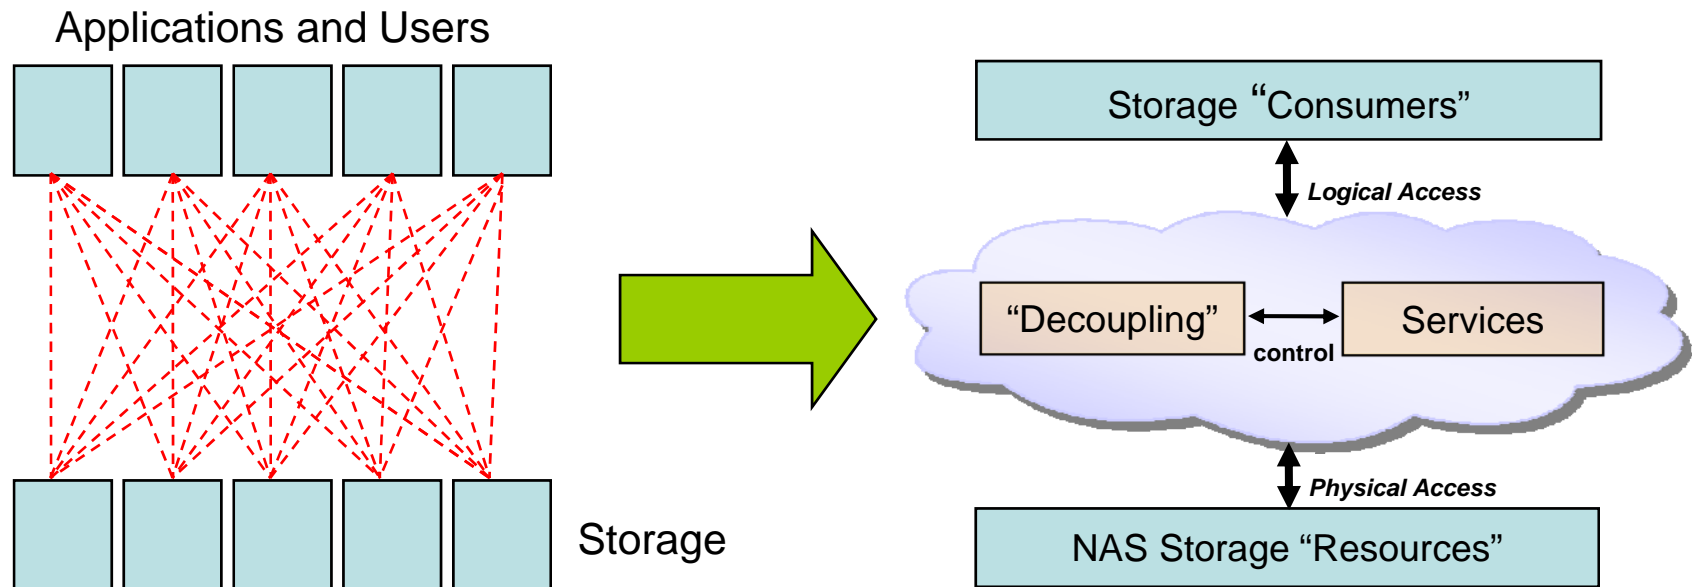 Applications and Users
Storage
Storage “Consumers”
Logical Access
“Decoupling”
control
Services
Physical Access
NAS Storage “Resources”